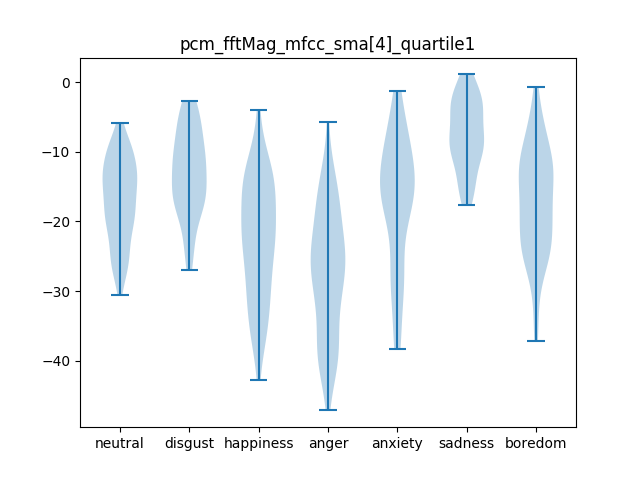 pcm_fftMag_mfcc_sma[4]_quartile1
0
−10
−20
−30
−40
neutral disgust happiness anger anxiety sadness boredom